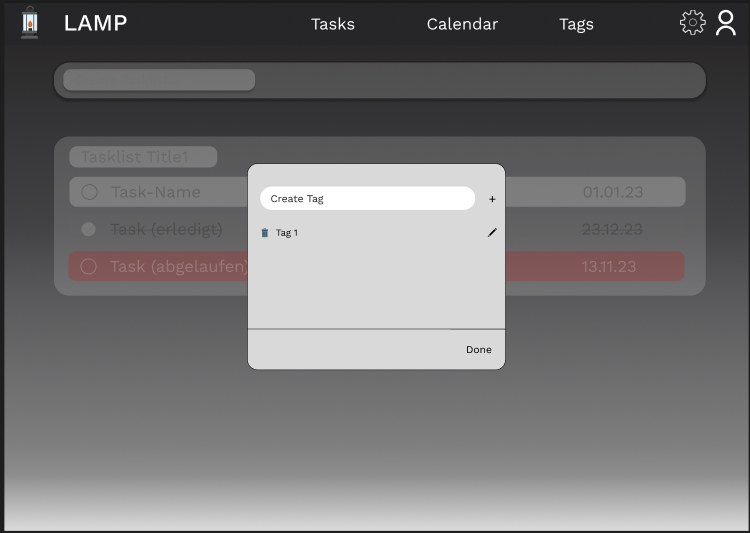 LAMP Tasks Calendar Tags
Tasklist Title1
Create Tag +
Task-Name 01.01.23
Task (erledigt) 23.12.23
Tag 1
Task (abgelaufen) 13.11.23
Done